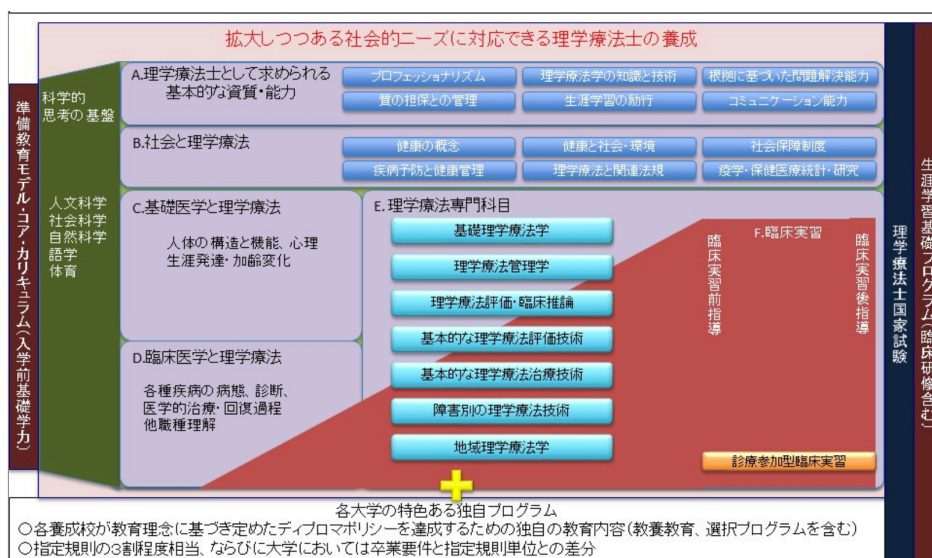 拡大しつつある社会的ニーズに対応できる理学療法士の養成
準備教育モデル・コア・カリキュラム(入学前基礎学力)
科学的
思考の基盤
人文科学
社会科学
自然科学
語学
体育
A.理学療法士として求められる
基本的な資質・能力
プロフェッショナリズム
理学療法学の知識と技術
根拠に基づいた問題解決能力
質の担保との管理
生涯学習の励行
コミュニケーション能力
B.社会と理学療法
健康の概念
健康と社会・環境
社会保障制度
疾病予防と健康管理
理学療法と関連法規
疫学・保健医療統計・研究
C.基礎医学と理学療法
人体の構造と機能、心理
生涯発達・加齢変化
D.臨床医学と理学療法
各種疾病の病態、診断、
医学的治療・回復過程
他職種理解
E.理学療法専門科目
基礎理学療法学
理学療法管理学
理学療法評価・臨床推論
基本的な理学療法評価技術
基本的な理学療法治療技術
障害別の理学療法技術
地域理学療法学
臨床実習前指導
F.臨床実習
臨床実習後指導
診療参加型臨床実習
理学療法士国家試験
生涯学習基礎プログラム(臨床研修含む)
各大学の特色ある独自プログラム
○各養成校が教育理念に基づき定めたディプロマポリシーを達成するための独自の教育内容(教養教育、選択プログラムを含む)
○指定規則の3割程度相当、ならびに大学においては卒業要件と指定規則単位との差分